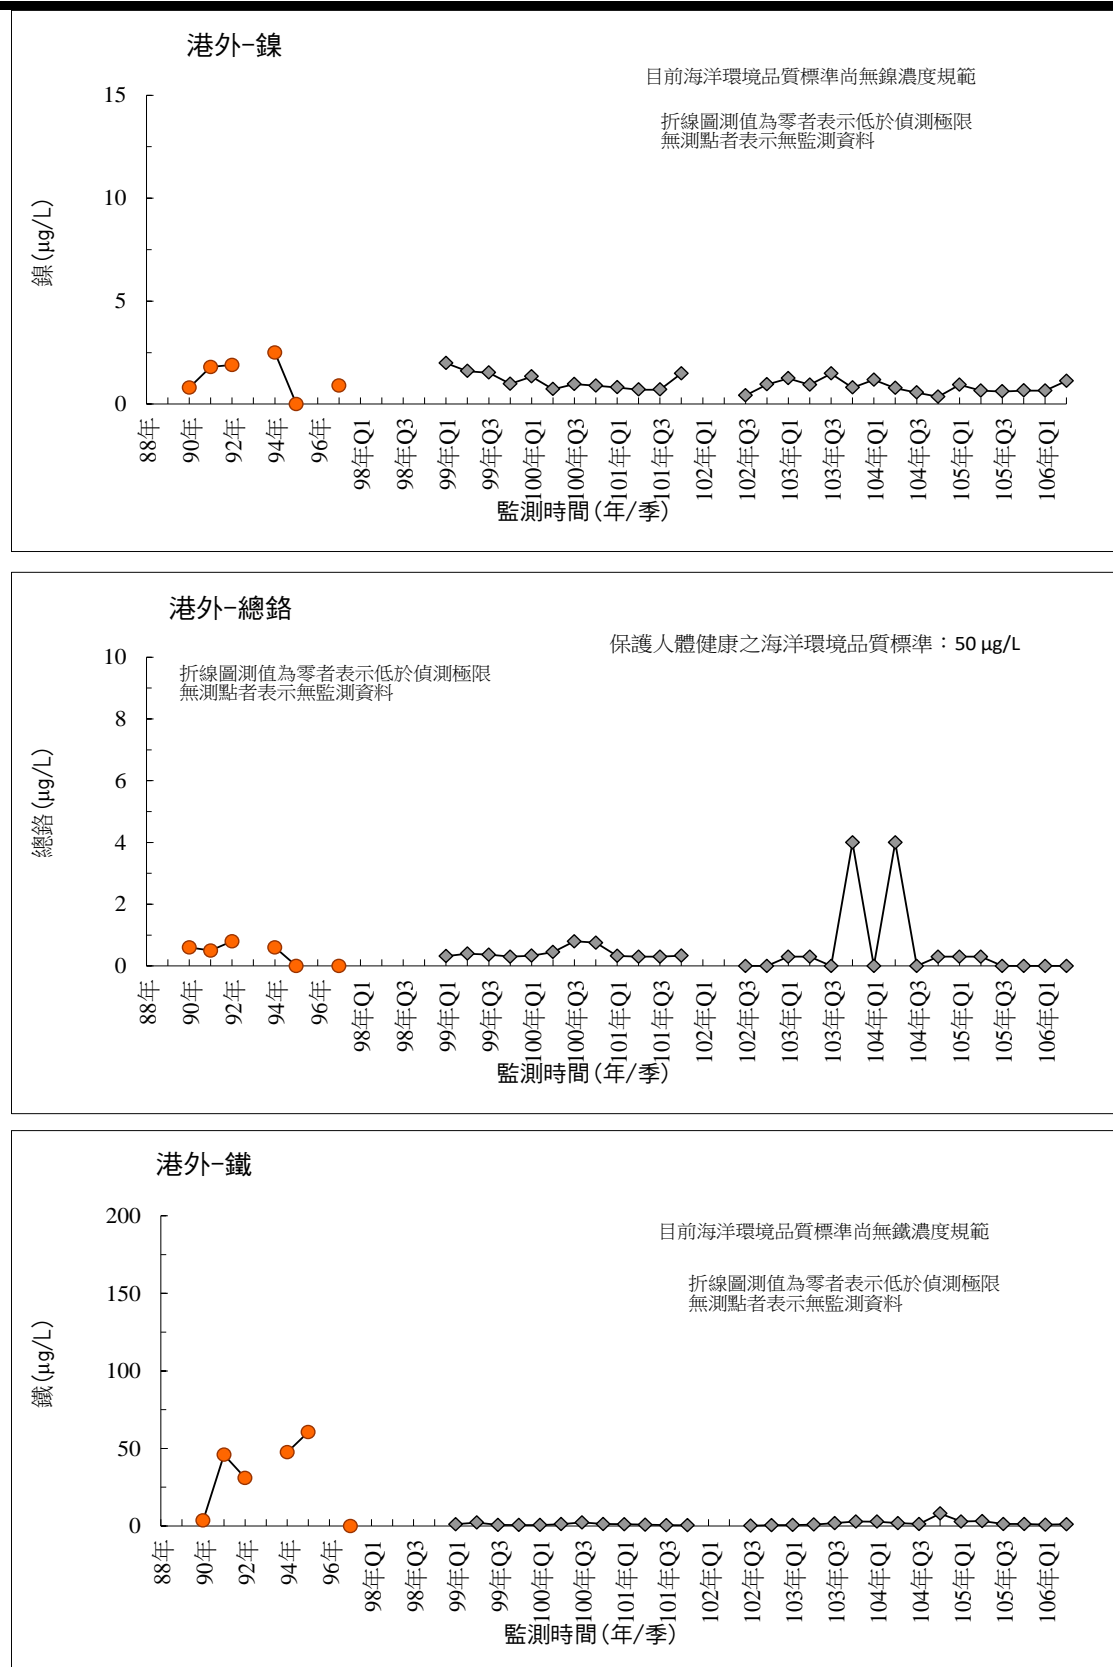 港外-鎳
目前海洋環境品質標準尚無鎳濃度規範
折線圖測值為零者表示低於偵測極限
無測點者表示無監測資料
15
10
5
0
鎳(μg/L)
88年 90年 92年 94年 96年 98年Q1 98年Q3 99年Q1 99年Q3 100年Q1 100年Q3 101年Q1 101年Q3 102年Q1 102年Q3 103年Q1 103年Q3 104年Q1 104年Q3 105年Q1 105年Q3 106年Q1
監測時間(年/季)
港外-總鉻
保護人體健康之海洋環境品質標準：50 μg/L
折線圖測值為零者表示低於偵測極限
無測點者表示無監測資料
10
8
6
4
2
0
總鉻(μg/L)
88年 90年 92年 94年 96年 98年Q1 98年Q3 99年Q1 99年Q3 100年Q1 100年Q3 101年Q1 101年Q3 102年Q1 102年Q3 103年Q1 103年Q3 104年Q1 104年Q3 105年Q1 105年Q3 106年Q1
監測時間(年/季)
港外-鐵
目前海洋環境品質標準尚無鐵濃度規範
折線圖測值為零者表示低於偵測極限
無測點者表示無監測資料
200
150
100
50
0
鐵(μg/L)
88年 90年 92年 94年 96年 98年Q1 98年Q3 99年Q1 99年Q3 100年Q1 100年Q3 101年Q1 101年Q3 102年Q1 102年Q3 103年Q1 103年Q3 104年Q1 104年Q3 105年Q1 105年Q3 106年Q1
監測時間(年/季)